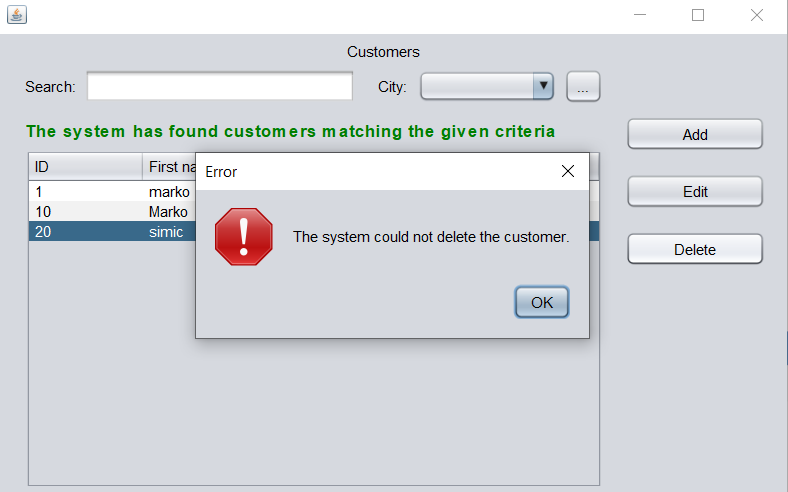 Customers
Search:
City:
...
The system has found customers matching the given criteria
Add
ID First na
Error
1 marko
10 Marko
Edit
20 simic
The system could not delete the customer.
Delete
OK